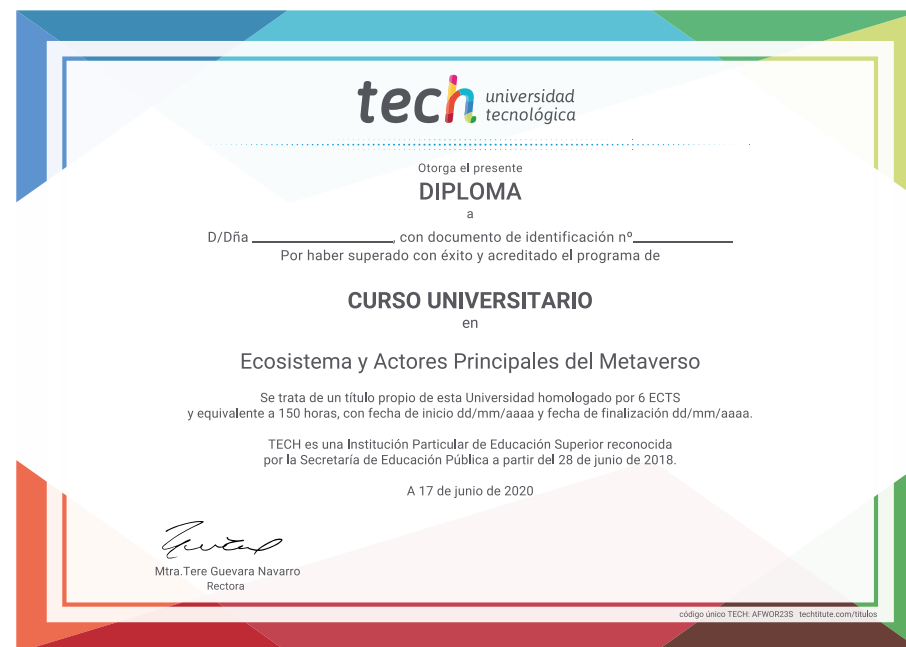 tech universidad
tecnológica
Otorga el presente
DIPLOMA
a
D/Dña ____________________, con documento de identificación nº______________
Por haber superado con éxito y acreditado el programa de
CURSO UNIVERSITARIO
en
Ecosistema y Actores Principales del Metaverso
Se trata de un título propio de esta Universidad homologado por 6 ECTS
y equivalente a 150 horas, con fecha de inicio dd/mm/aaaa y fecha de finalización dd/mm/aaaa.
TECH es una Institución Particular de Educación Superior reconocida
por la Secretaría de Educación Pública a partir del 28 de junio de 2018.
A 17 de junio de 2020
Mtra.Tere Guevara Navarro
Rectora
código único TECH: AFWOR23S techtitute.com/titulos